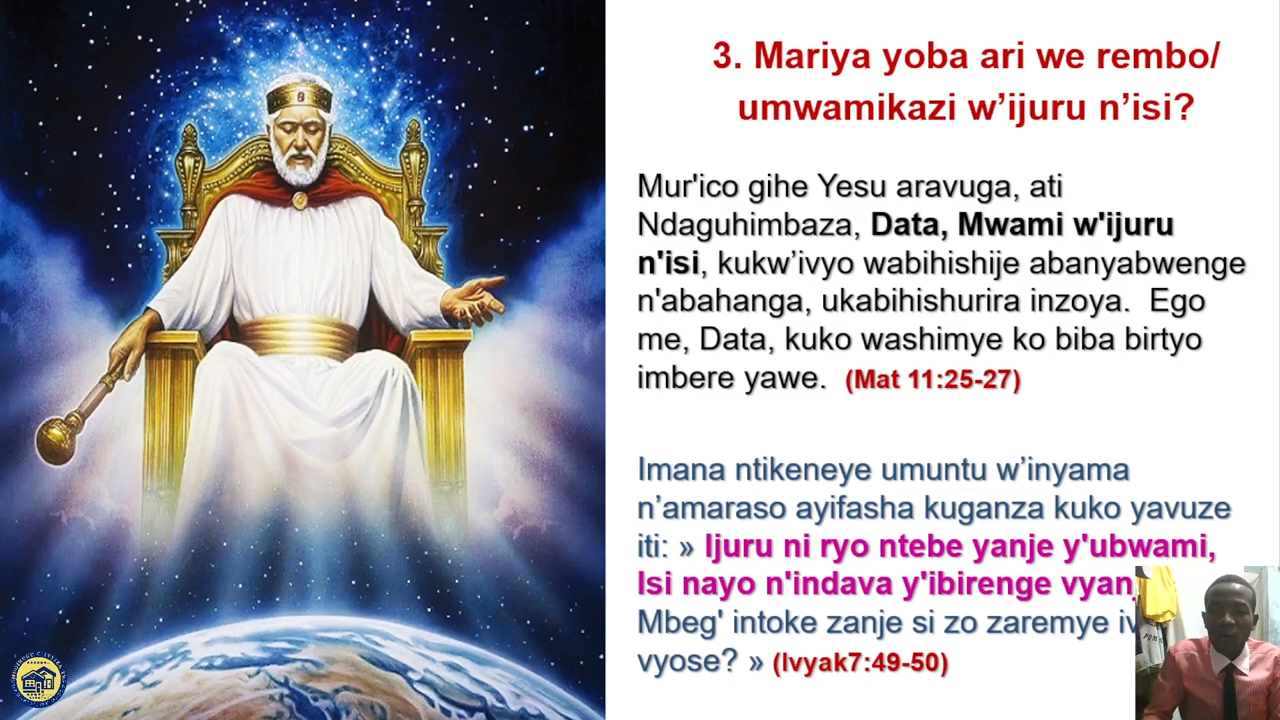 3. Mariya yoba ari we rembo/
umwamikazi w’ijuru n’isi?
Mur'ico gihe Yesu aravuga, ati
Ndaguhimbaza, Data, Mwami w'ijuru
n'isi, kukw’ivyo wabihishije abanyabwenge
n'abahanga, ukabihishurira inzoya. Ego
me, Data, kuko washimye ko biba birtyo
imbere yawe. (Mat 11:25-27)
Imana ntikeneye umuntu w’inyama
n’amaraso ayifasha kuganza kuko yavuze
iti: » Ijuru ni ryo ntebe yanje y'ubwami,
Isi nayo n'indava y'ibirenge
Mbeg' intoke zanje si zo zaremye
vyose? » (Ivyak7:49-50)